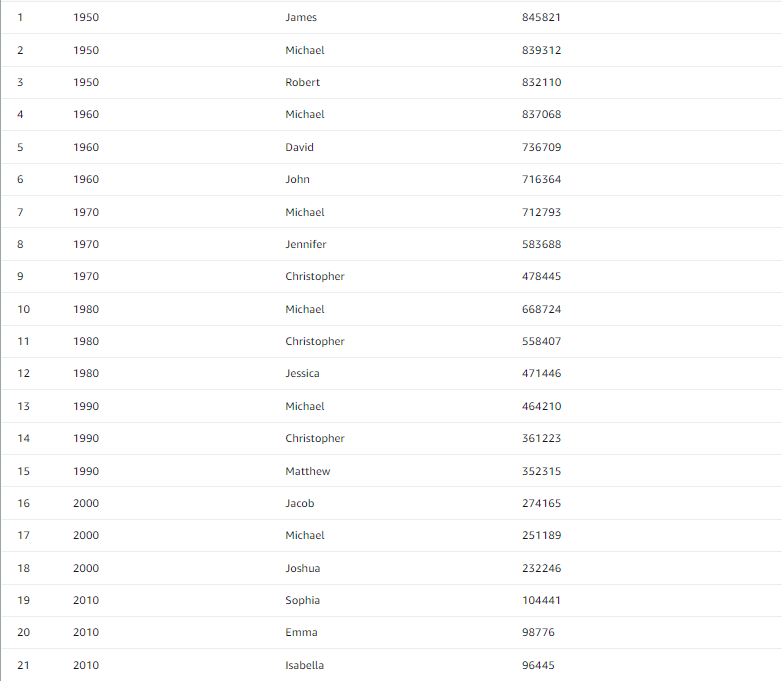 1 1950 James 845821
2 1950 Michael 839312
3 1950 Robert 832110
4 1960 Michael 837068
5 1960 David 736709
6 1960 John 716364
7 1970 Michael 712793
8 1970 Jennifer 583688
9 1970 Christopher 478445
10 1980 Michael 668724
11 1980 Christopher 558407
12 1980 Jessica 471446
13 1990 Michael 464210
14 1990 Christopher 361223
15 1990 Matthew 352315
16 2000 Jacob 274165
17 2000 Michael 251189
18 2000 Joshua 232246
19 2010 Sophia 104441
20 2010 Emma 98776
21 2010 Isabella 96445